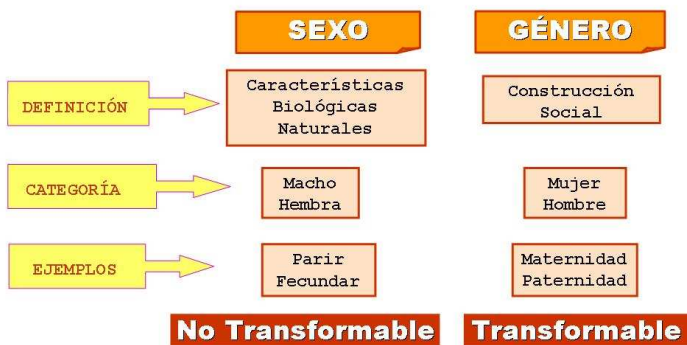 SEXO
GÉNERO
DEFINICIÓN
Características
Biológicas
Naturales
Construcción
Social
CATEGORÍA
Macho
Hembra
Mujer
Hombre
EJEMPLOS
Parir
Fecundar
Maternidad
Paternidad
No Transformable
Transformable